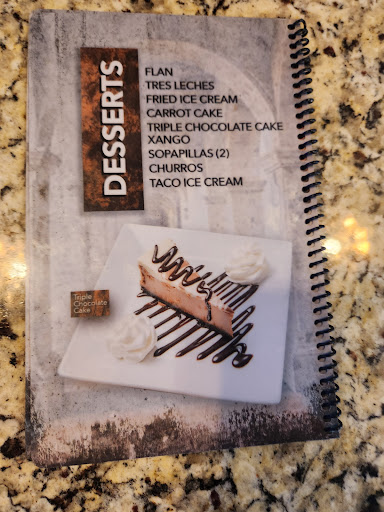 DESSERTS
FLAN
TRES LECHES
FRIED ICE CREAM
CARROT CAKE
TRIPLE CHOCOLATE CAKE
XANGO
SOPAPILLAS (2)
CHURROS
TACO ICE CREAM
Triple
Chocolate
Cake